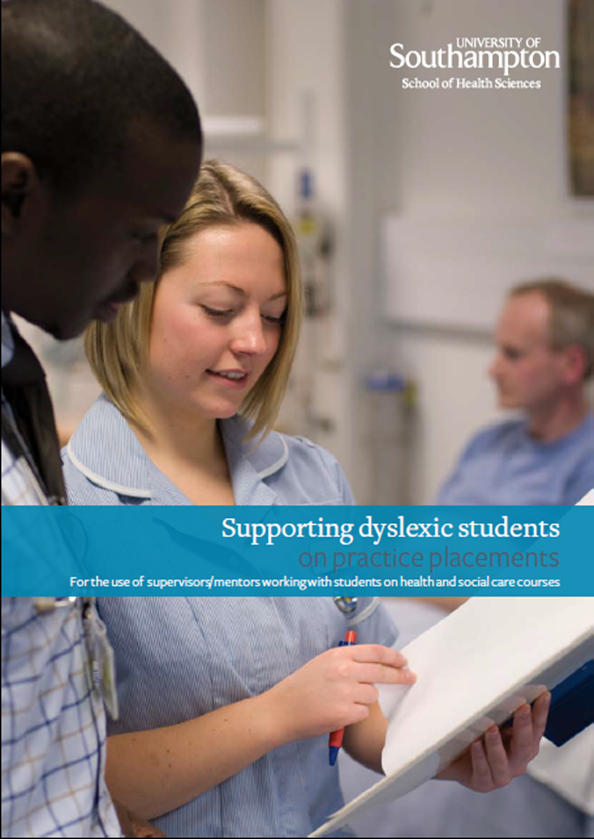 UNIVERSITY OF
Southampton
School of Health Sciences
Supporting dyslexic students
on practice placements
For the use of supervisors/mentors working with students on health and social care courses